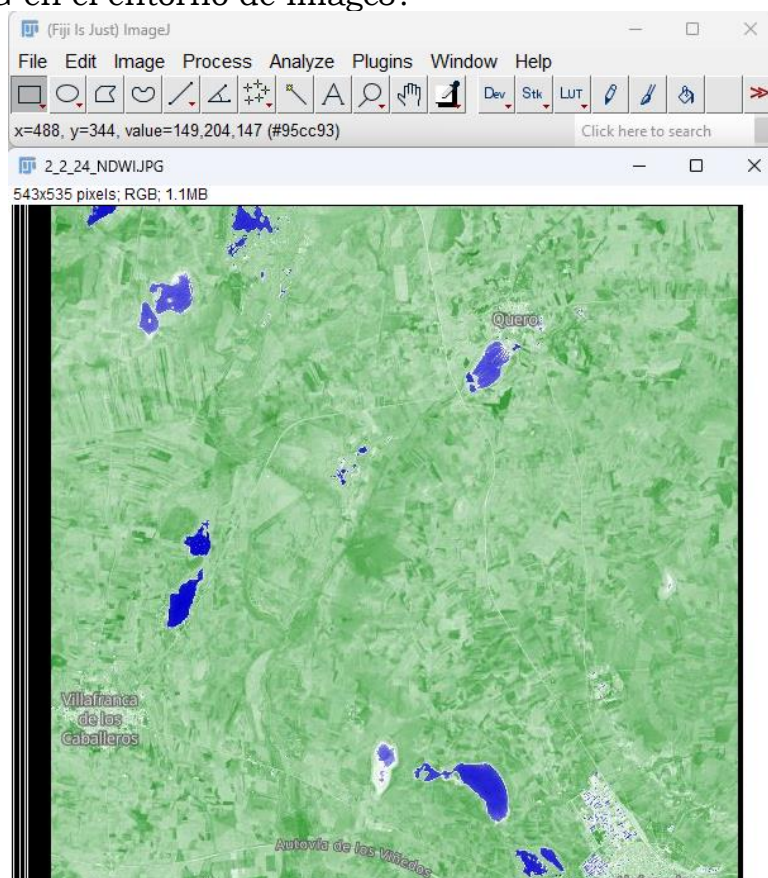 G en el entorno de ImageJ?
(Fiji Is Just) ImageJ
File Edit Image Process Analyze Plugins Window Help
Dev Stk LUT
x=488, y=344, value=149,204,147 (#95cc93)
Click here to search
2_2_24_NDWI.JPG
543x535 pixels; RGB; 1.1MB
Quero
Villafranca
de los
Caballeros
Autovía de los Viñedos